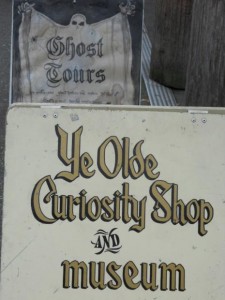 Ghost
Tours
Ye Olde
Curiosity Shop
AND
museum